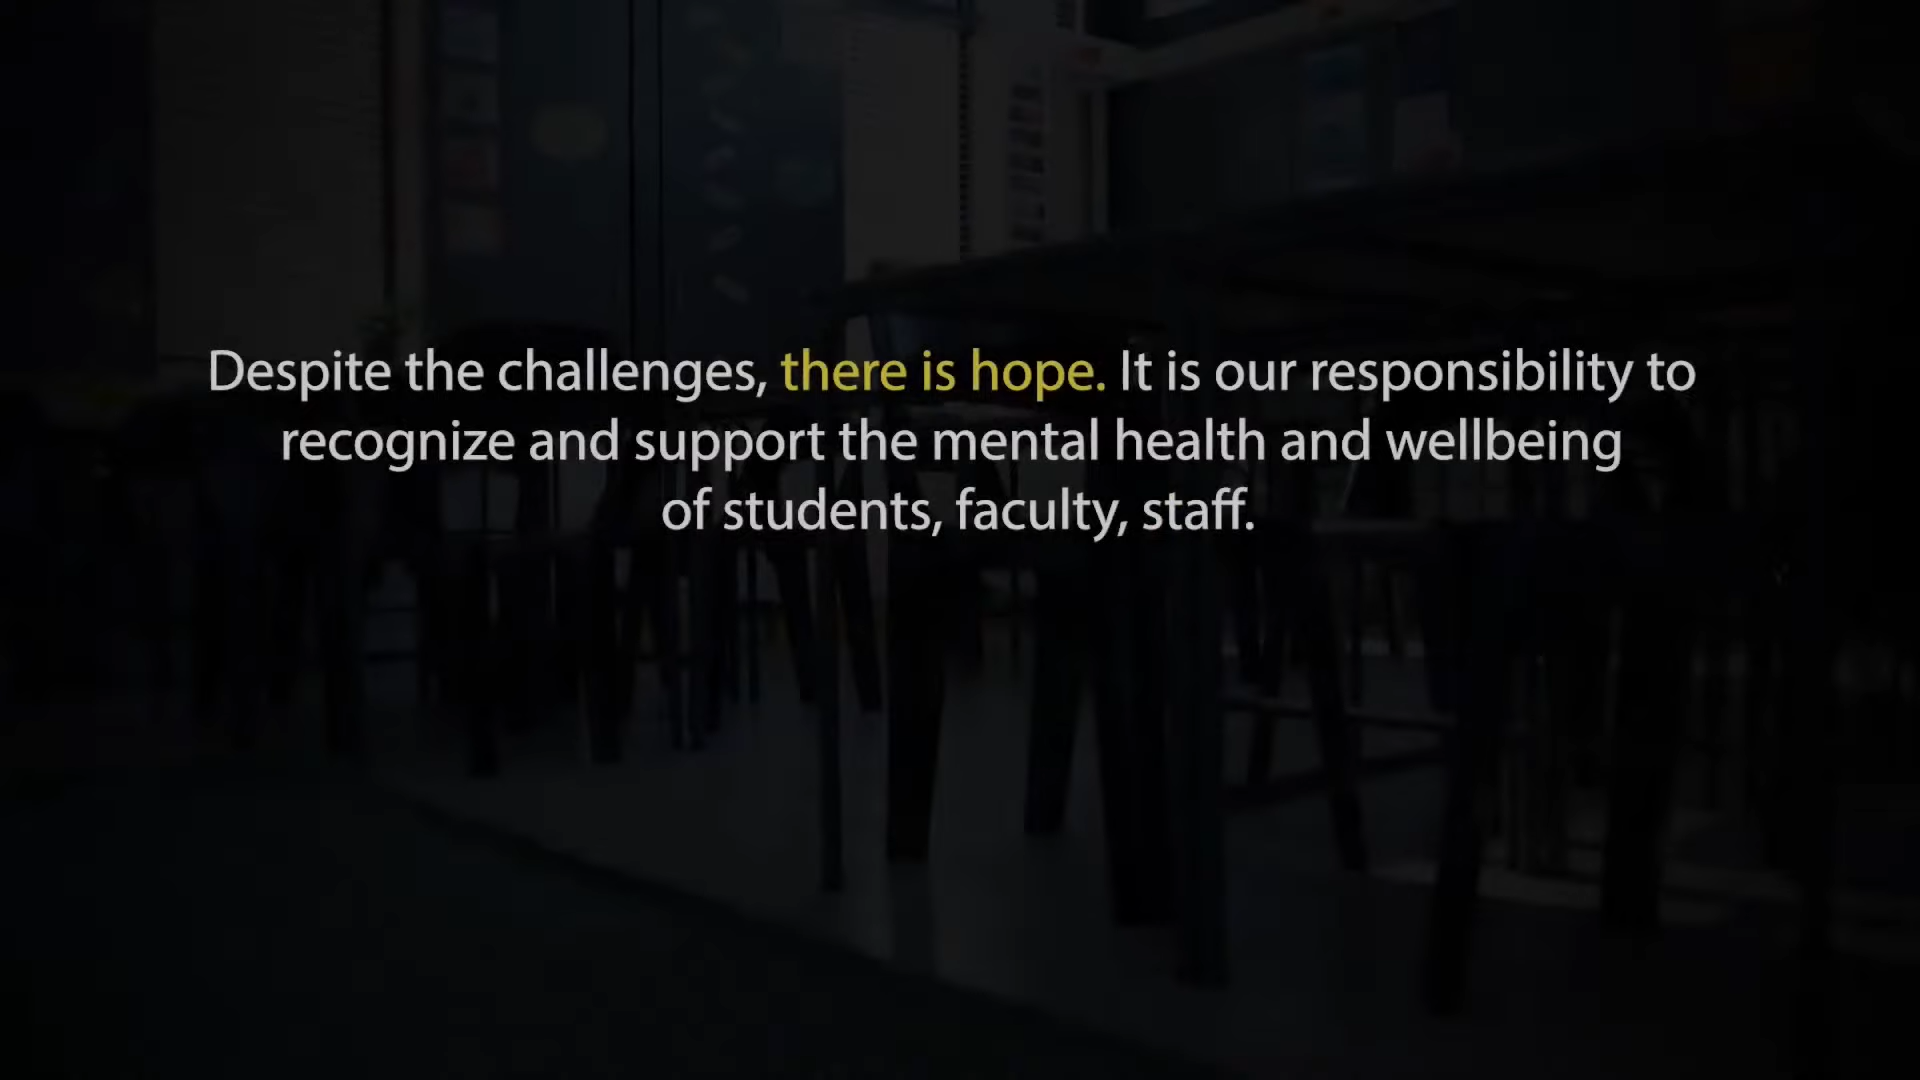 Despite the challenges, there is hope. It is our responsibility to
recognize and support the mental health and wellbeing
of students, faculty, staff.